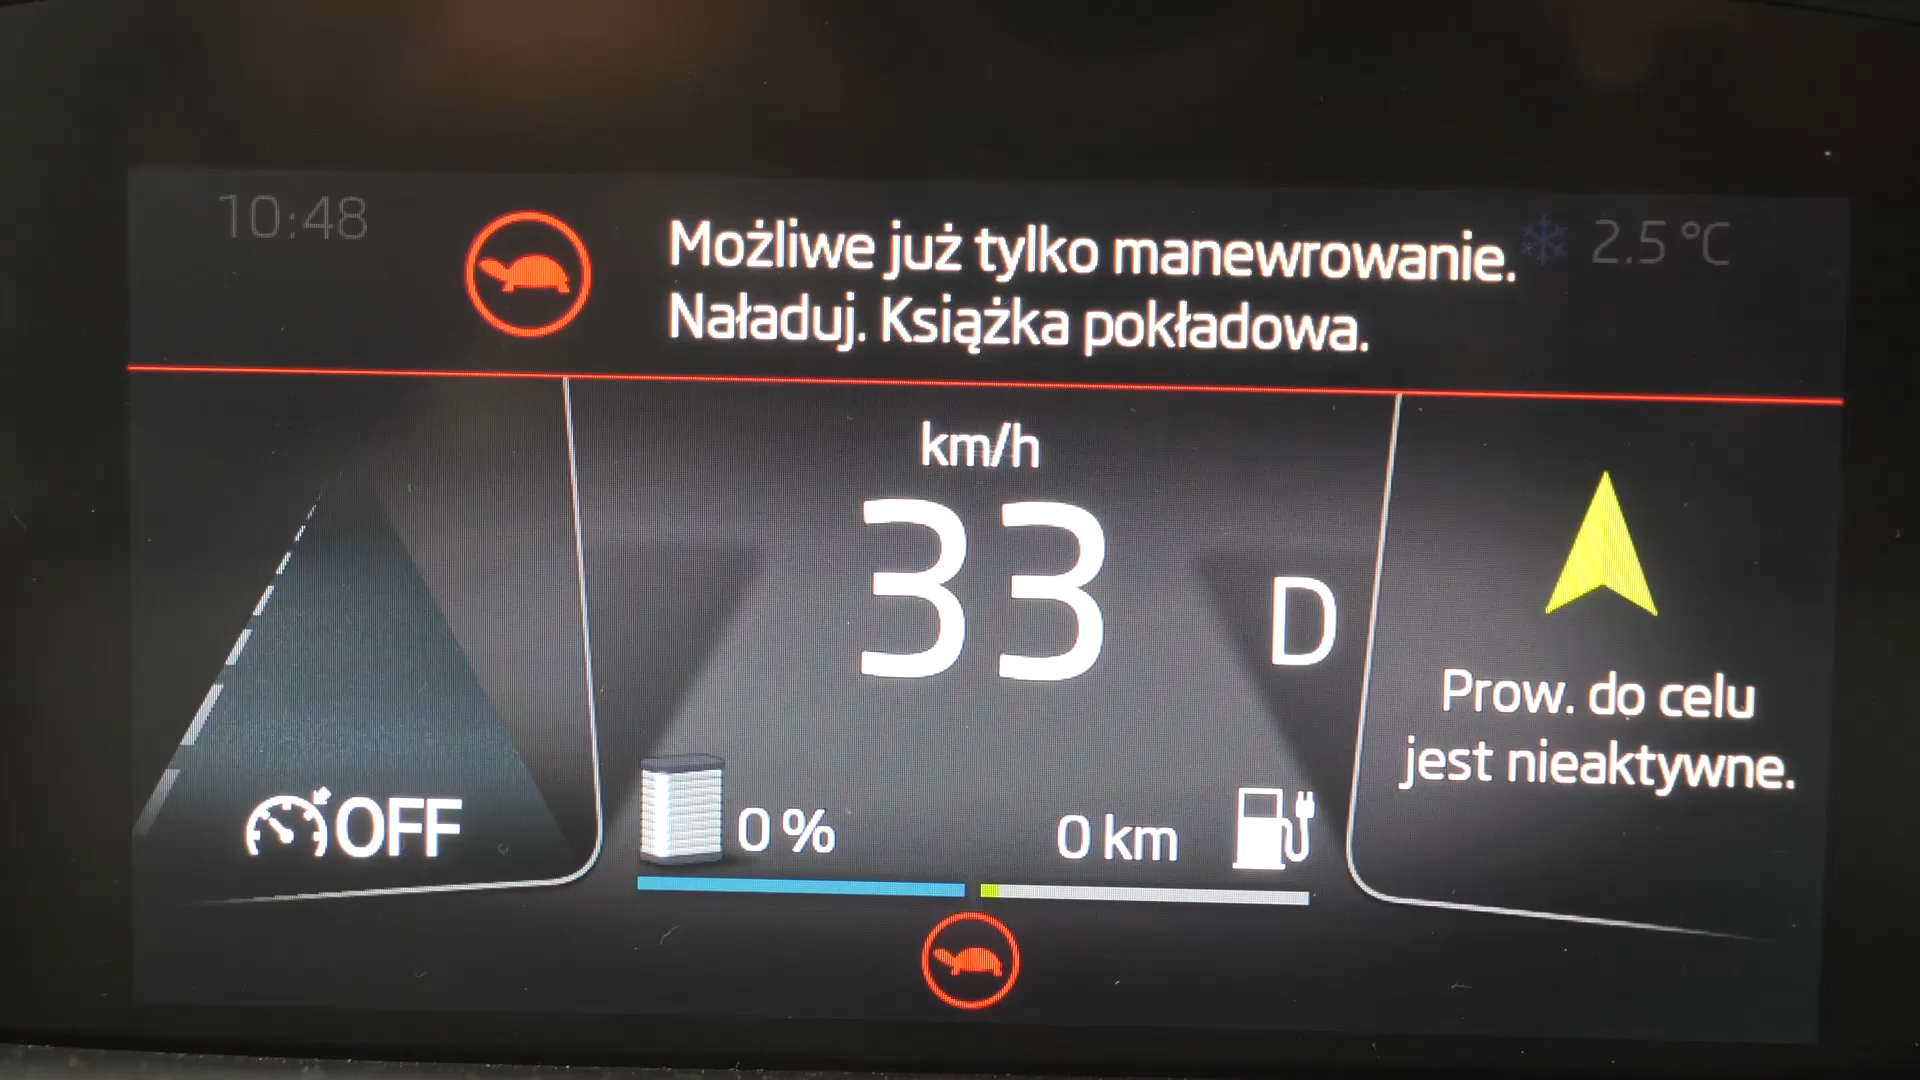 10:48
Możliwe już tylko manewrowanie.
Naładuj. Książka pokładowa.
2.5 °C
km/h
33
D
Prow. do celu
jest nieaktywne.
OFF
0 %
0 km